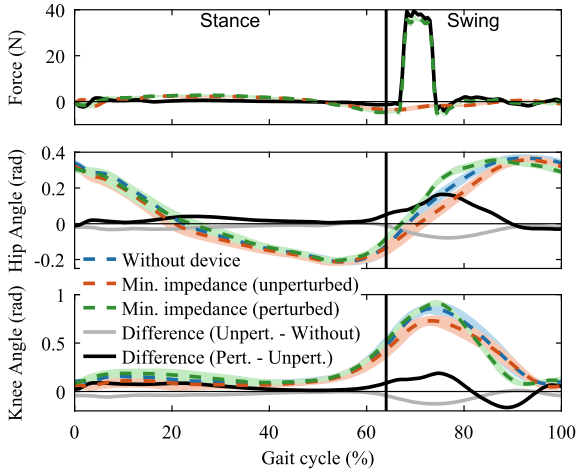 40
Stance
Swing
20
0
Force (N)
0.4
0.2
0
-0.2
Hip Angle (rad)
Without device
Min. impedance (unperturbed)
Min. impedance (perturbed)
Difference (Unpert. - Without)
Difference (Pert. - Unpert.)
1
0.5
0
Knee Angle (rad)
0 20 40 60 80 100
Gait cycle (%)